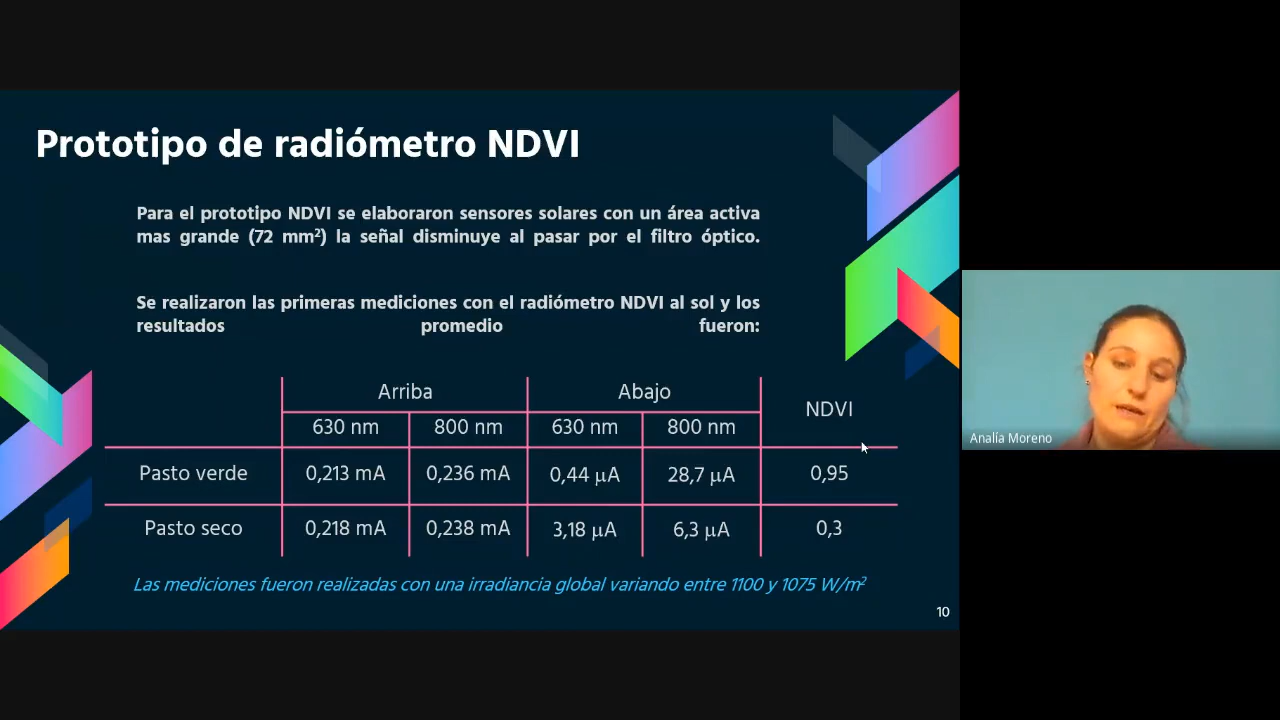 Prototipo de radiómetro NDVI
Para el prototipo NDVI se elaboraron sensores solares con un área activa
mas grande (72 mm²) la señal disminuye al pasar por el filtro óptico.
Se realizaron las primeras mediciones con el radiómetro NDVI al sol y los
resultados promedio fueron:
Arriba Abajo NDVI
630 nm 800 nm 630 nm 800 nm
Pasto verde 0,213 mA 0,236 mA 0,44 µA 28,7 µA 0,95
Pasto seco 0,218 mA 0,238 mA 3,18 µA 6,3 µA 0,3
Las mediciones fueron realizadas con una irradiancia global variando entre 1100 y 1075 W/m²
10
Analía Moreno